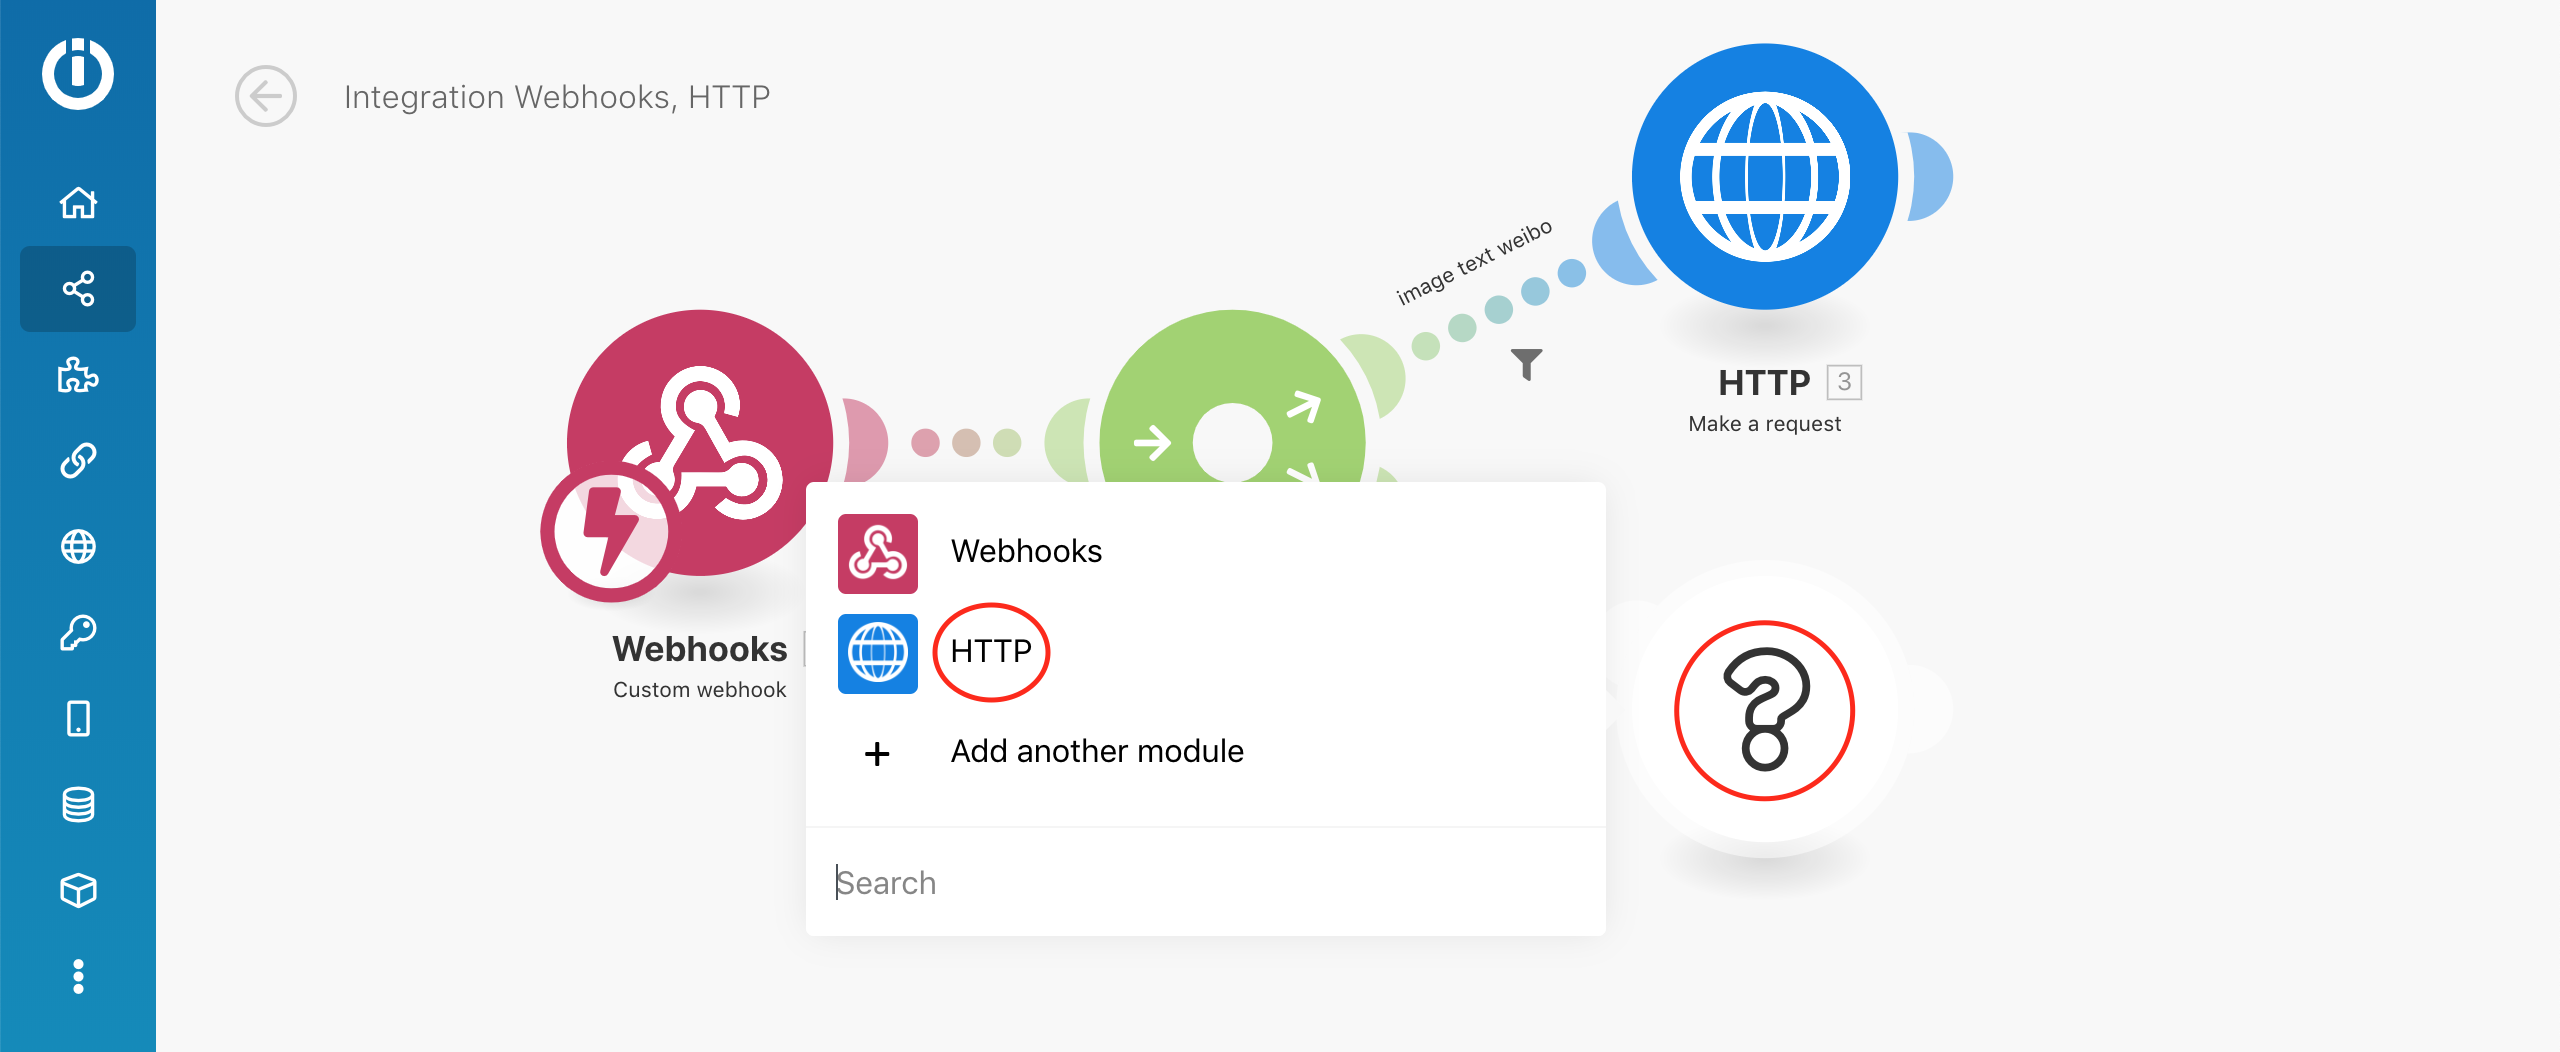 Integration Webhooks, HTTP
image text weibo
HTTP 3
Make a request
Webhooks
Custom webhook
Webhooks
HTTP
Add another module
Search